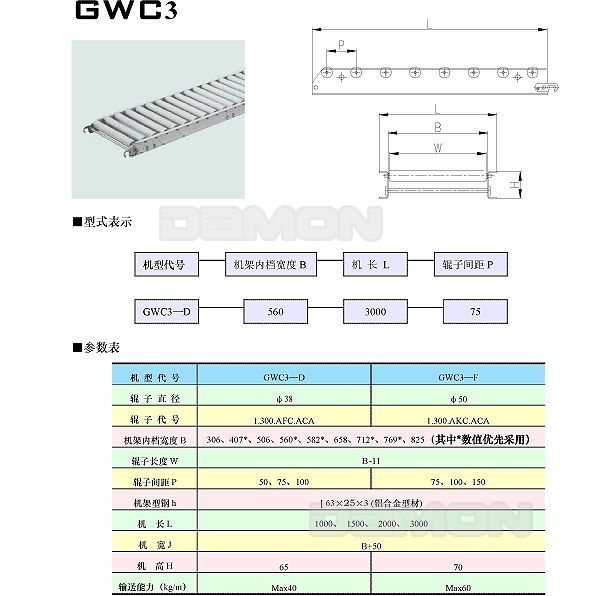 GWC3
L
P
L
B
W
H
DAMON
■型式表示
机型代号 机架内档宽度 B 机 长 L 辊子间距 P
GWC3—D 560 3000 75
■参数表
机 型 代 号 GWC3—D GWC3—F
辊 子 直 径 φ38 φ50
辊 子 代 号 1.300.AFC.ACA 1.300.AKC.ACA
机架内档宽度 B 306、407*、506、560*、582*、658、712*、769*、825 (其中*数值优先采用)
辊子长度 W B-11
辊子间距 P 50、75、100 75、100、150
机架型钢 h [ 63×25×3 (铝合金型材)
机 长 L 1000、 1500、 2000、 3000
DAMON
机 宽 J B+50
机 高 H 65 70
输送能力 (kg/m) Max40 Max60